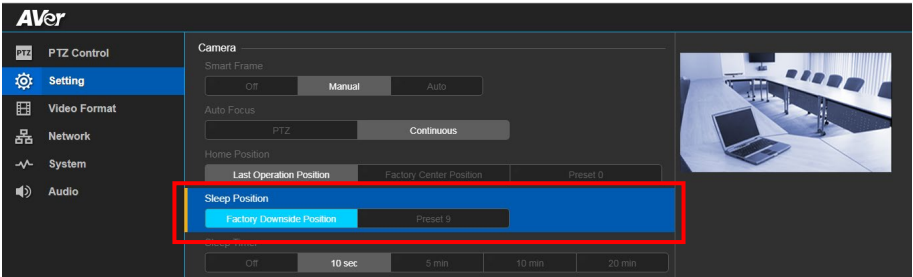 AVer
PTZ PTZ Control
Setting
Video Format
Network
System
Audio
Camera
Smart Frame
Off Manual Auto
Auto Focus
PTZ Continuous
Home Position
Last Operation Position Factory Center Position Preset 0
Sleep Position
Factory Downside Position Preset 9
Sleep Timer
Off 10 sec 5 min 10 min 20 min